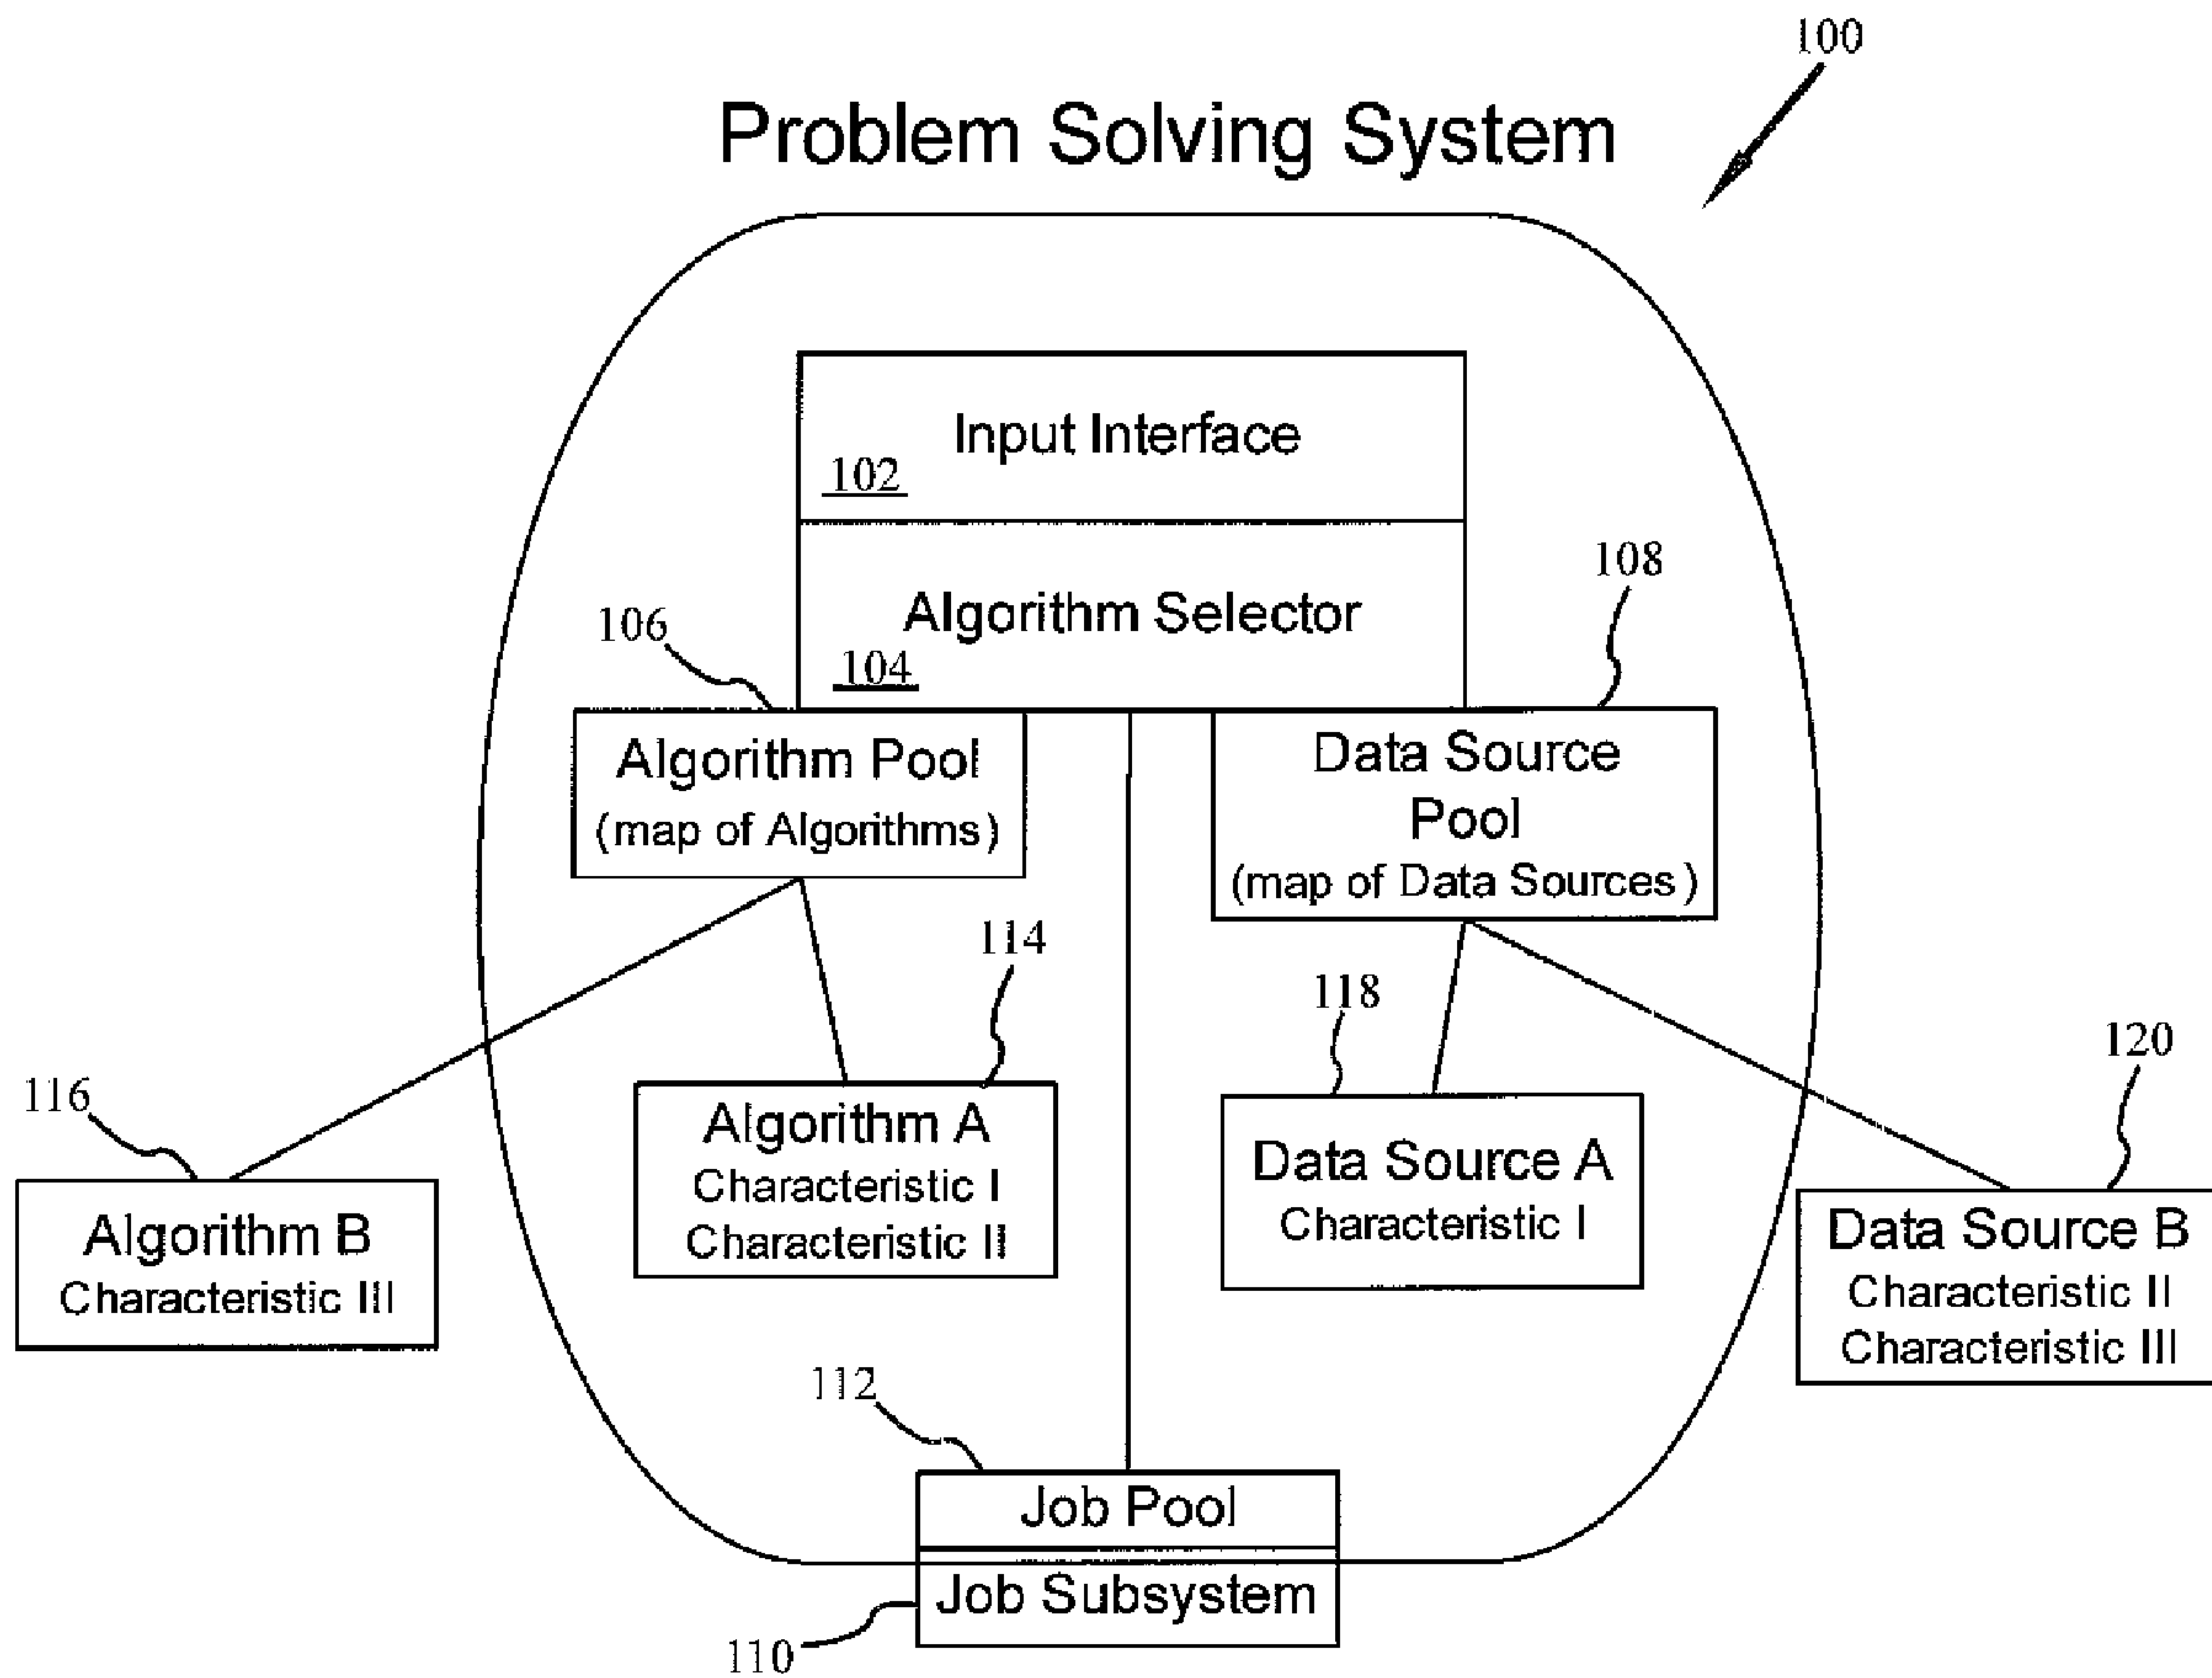 100
Problem Solving System
Input Interface
102
Algorithm Selector
104
106
108
Algorithm Pool
(map of Algorithms)
Data Source
Pool
(map of Data Sources)
114
118
120
116
Algorithm A
Characteristic I
Characteristic II
Data Source A
Characteristic I
Algorithm B
Characteristic III
Data Source B
Characteristic II
Characteristic III
112
Job Pool
Job Subsystem
110